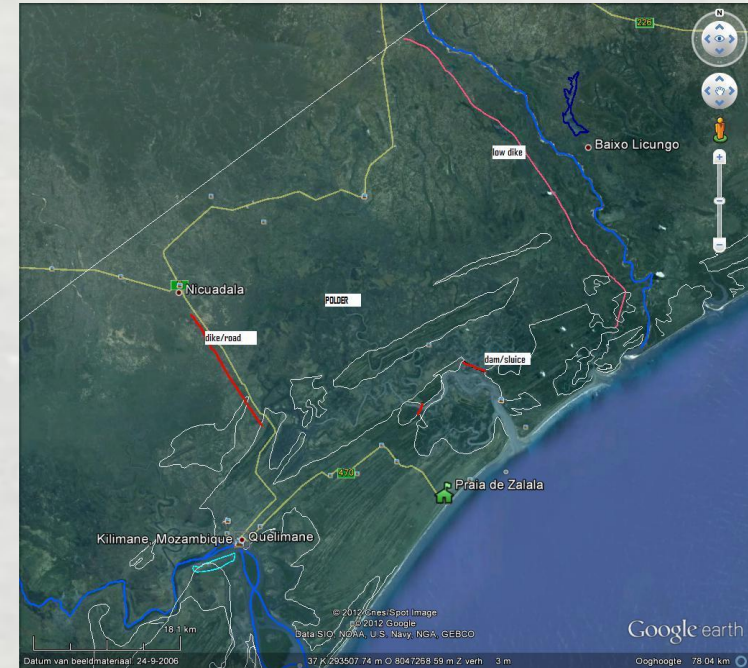 N
226
low dike
Baixo Licungo
Nicuadala
POLDER
dike/road
dam/sluice
470
Praia de Zalala
Kilimane, Mozambique
Quelimane
© 2012 Cnes/Spot Image
© 2012 Google
Data SIO, NOAA, U.S. Navy, NGA, GEBCO
18.1 km
Google earth
Datum van beeldmateriaal 24-9-2006
37 K 293507 74 m O 8047268 59 m Z verh 3 m
Ooghoogte 78 04 km